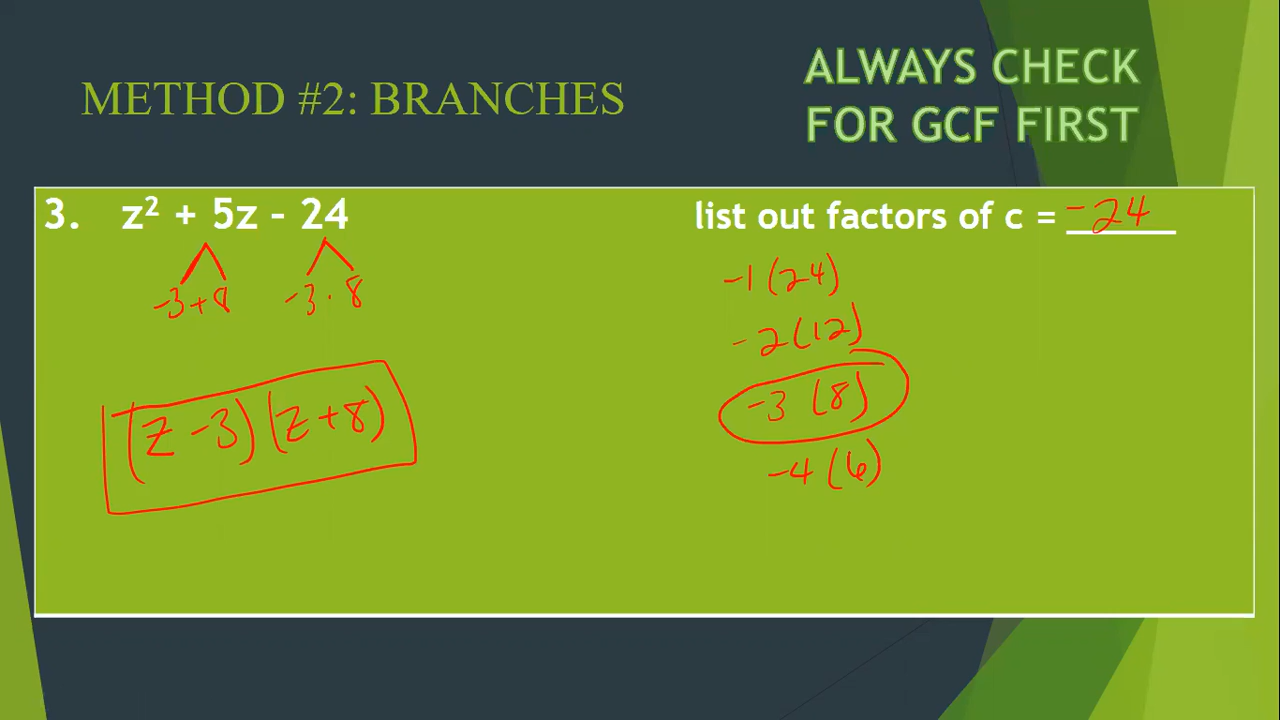 METHOD #2: BRANCHES
ALWAYS CHECK
FOR GCF FIRST
3. z² + 5z - 24
-3+8 -3·8
(z-3)(z+8)
list out factors of c = -24
-1(24)
-2(12)
-3(8)
-4(6)